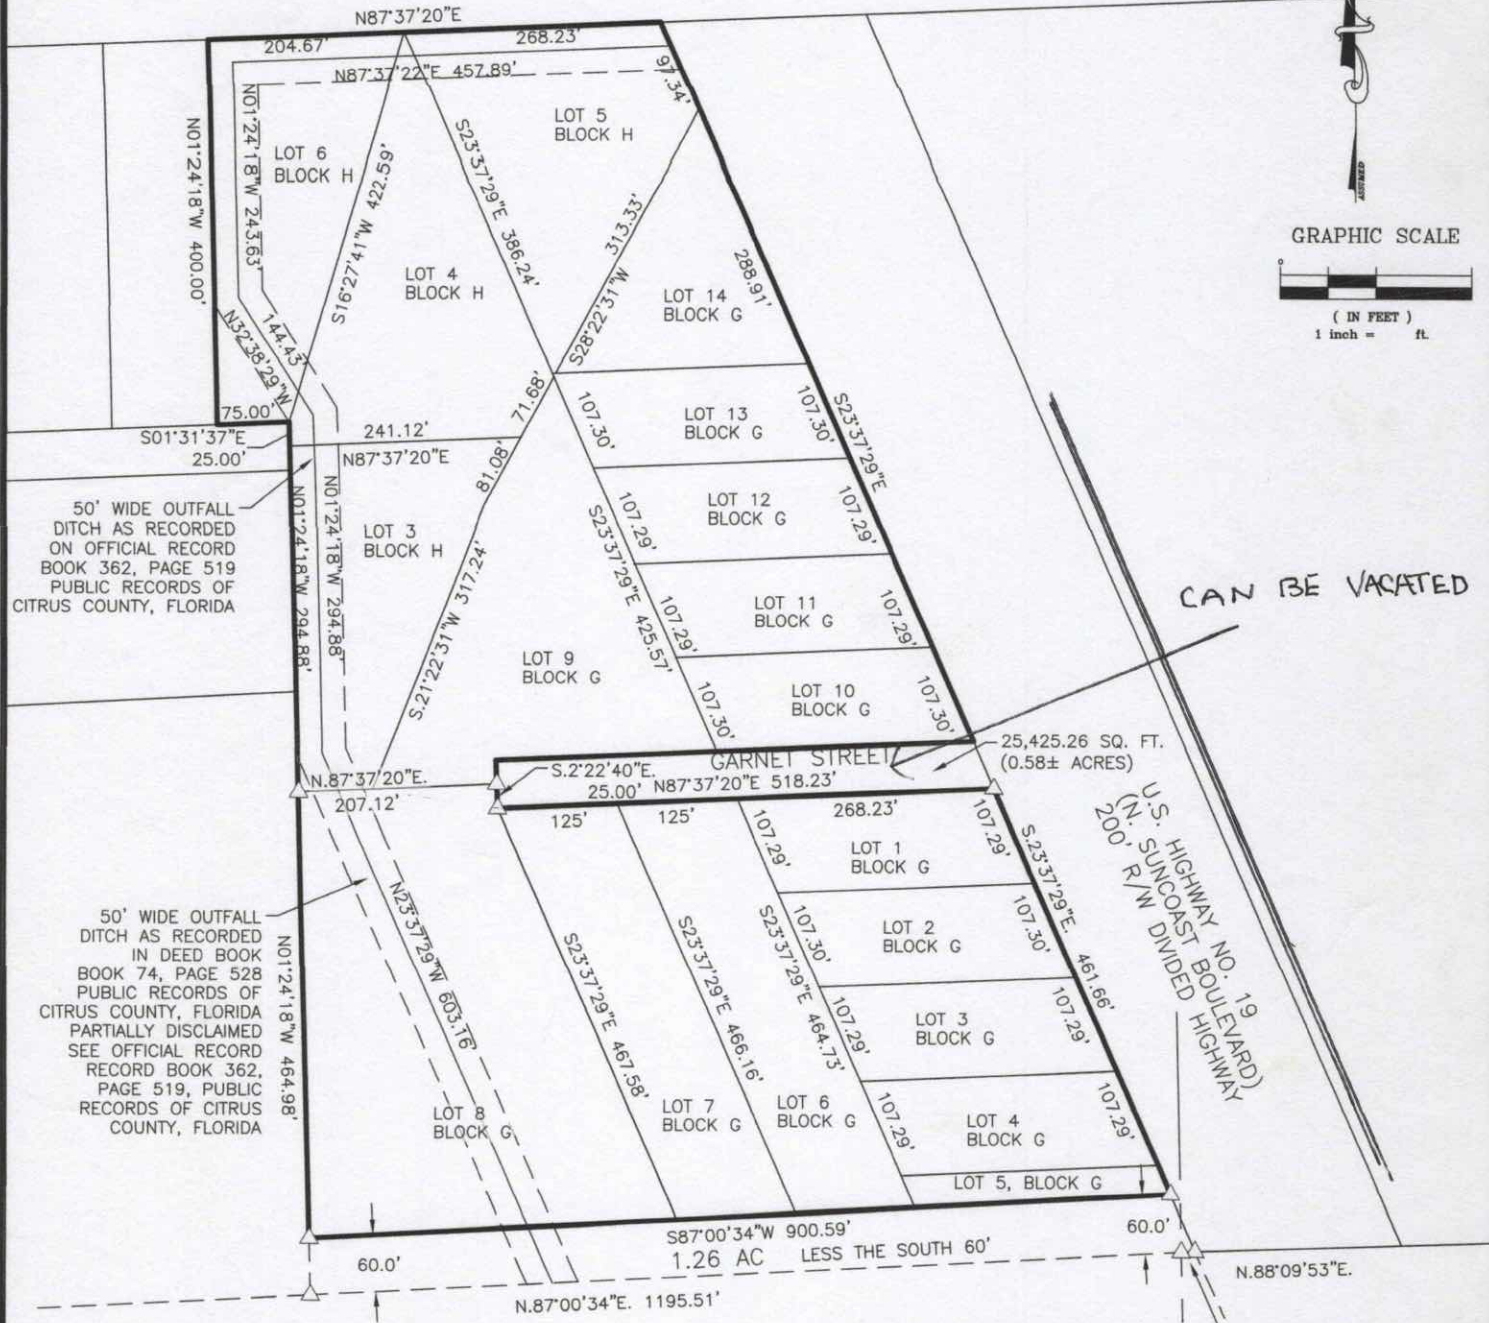 N87°37'20"E
204.67'
268.23'
N87°37'22"E 457.89'
97.34'
N01°24'18"W 400.00'
N01°24'18"W 243.63'
LOT 6
BLOCK H
S16°27'41"W 422.59'
S23°37'29"E 386.24'
LOT 5
BLOCK H
LOT 4
BLOCK H
313.33'
S28°22'31"W
288.91'
LOT 14
BLOCK G
ASSUMED
GRAPHIC SCALE
0
( IN FEET )
1 inch = ft.
N32°38'29"W
144.43'
75.00'
S01°31'37"E
25.00'
241.12'
N87°37'20"E
71.68'
81.08'
107.30'
LOT 13
BLOCK G
107.30'
S23°37'29"E
50' WIDE OUTFALL
DITCH AS RECORDED
ON OFFICIAL RECORD
BOOK 362, PAGE 519
PUBLIC RECORDS OF
CITRUS COUNTY, FLORIDA
N01°24'18"W 294.88'
N01°24'18"W 294.88'
LOT 3
BLOCK H
S.21°22'31"W 317.24'
107.29'
S23°37'29"E 425.57'
LOT 12
BLOCK G
107.29'
CAN BE VACATED
107.29'
LOT 11
BLOCK G
107.29'
LOT 9
BLOCK G
107.30'
LOT 10
BLOCK G
107.30'
GARNET STREET
25,425.26 SQ. FT.
(0.58± ACRES)
N.87°37'20"E.
207.12'
S.2°22'40"E.
25.00'
N87°37'20"E 518.23'
125'
125'
268.23'
107.29'
LOT 1
BLOCK G
107.29'
S.23°37'29"E. 461.66'
U.S. HIGHWAY NO. 19
(N. SUNCOAST BOULEVARD)
200' R/W DIVIDED HIGHWAY
50' WIDE OUTFALL
DITCH AS RECORDED
IN DEED BOOK
BOOK 74, PAGE 528
PUBLIC RECORDS OF
CITRUS COUNTY, FLORIDA
PARTIALLY DISCLAIMED
SEE OFFICIAL RECORD
RECORD BOOK 362,
PAGE 519, PUBLIC
RECORDS OF CITRUS
COUNTY, FLORIDA
N01°24'18"W 464.98'
N23°37'29"W 603.16'
S23°37'29"E 467.58'
S23°37'29"E 466.16'
S23°37'29"E 464.73'
107.30'
LOT 2
BLOCK G
107.30'
107.29'
LOT 3
BLOCK G
107.29'
LOT 8
BLOCK G
LOT 7
BLOCK G
LOT 6
BLOCK G
107.29'
LOT 4
BLOCK G
107.29'
LOT 5, BLOCK G
S87°00'34"W 900.59'
60.0'
1.26 AC LESS THE SOUTH 60'
60.0'
N.87°00'34"E. 1195.51'
N.88°09'53"E.